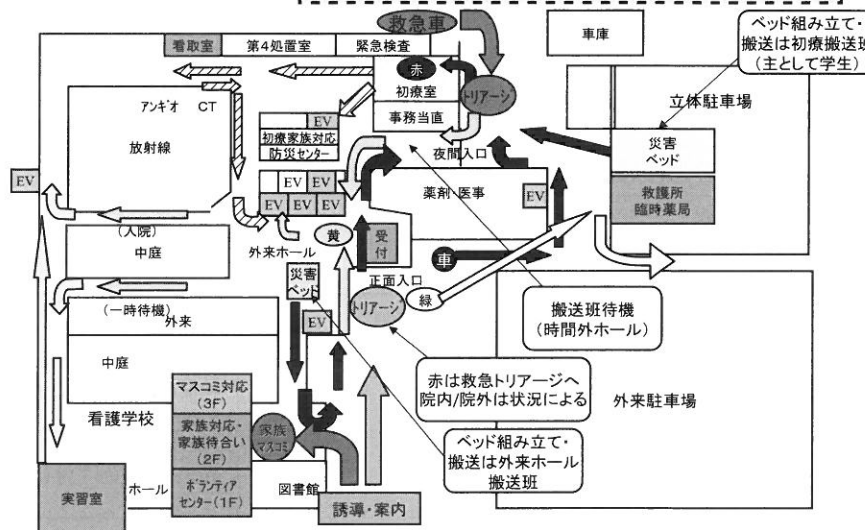 救急車
車庫
ベッド組み立て・
搬送は初療搬送班
(主として学生)
看取室
第4処置室
緊急検査
赤
初療室
トリアージ
事務当直
立体駐車場
アンギオ CT
放射線
EV
初療家族対応
防災センター
夜間入口
災害
ベッド
EV
EV
EV
EV
EV
EV
薬剤・医事
EV
救護所
臨時薬局
(入院)
中庭
外来ホール
黄
受
付
車
災害
ベッド
正面入口
トリアージ
緑
搬送班待機
(時間外ホール)
(一時待機)
外来
EV
中庭
赤は救急トリアージへ
院内/院外は状況による
外来駐車場
マスコミ対応
(3F)
看護学校
家族対応・
家族待合い
(2F)
家族
マスコミ
ベッド組み立て・
搬送は外来ホール
搬送班
実習室
ホール
ボランティア
センター(1F)
図書館
誘導・案内